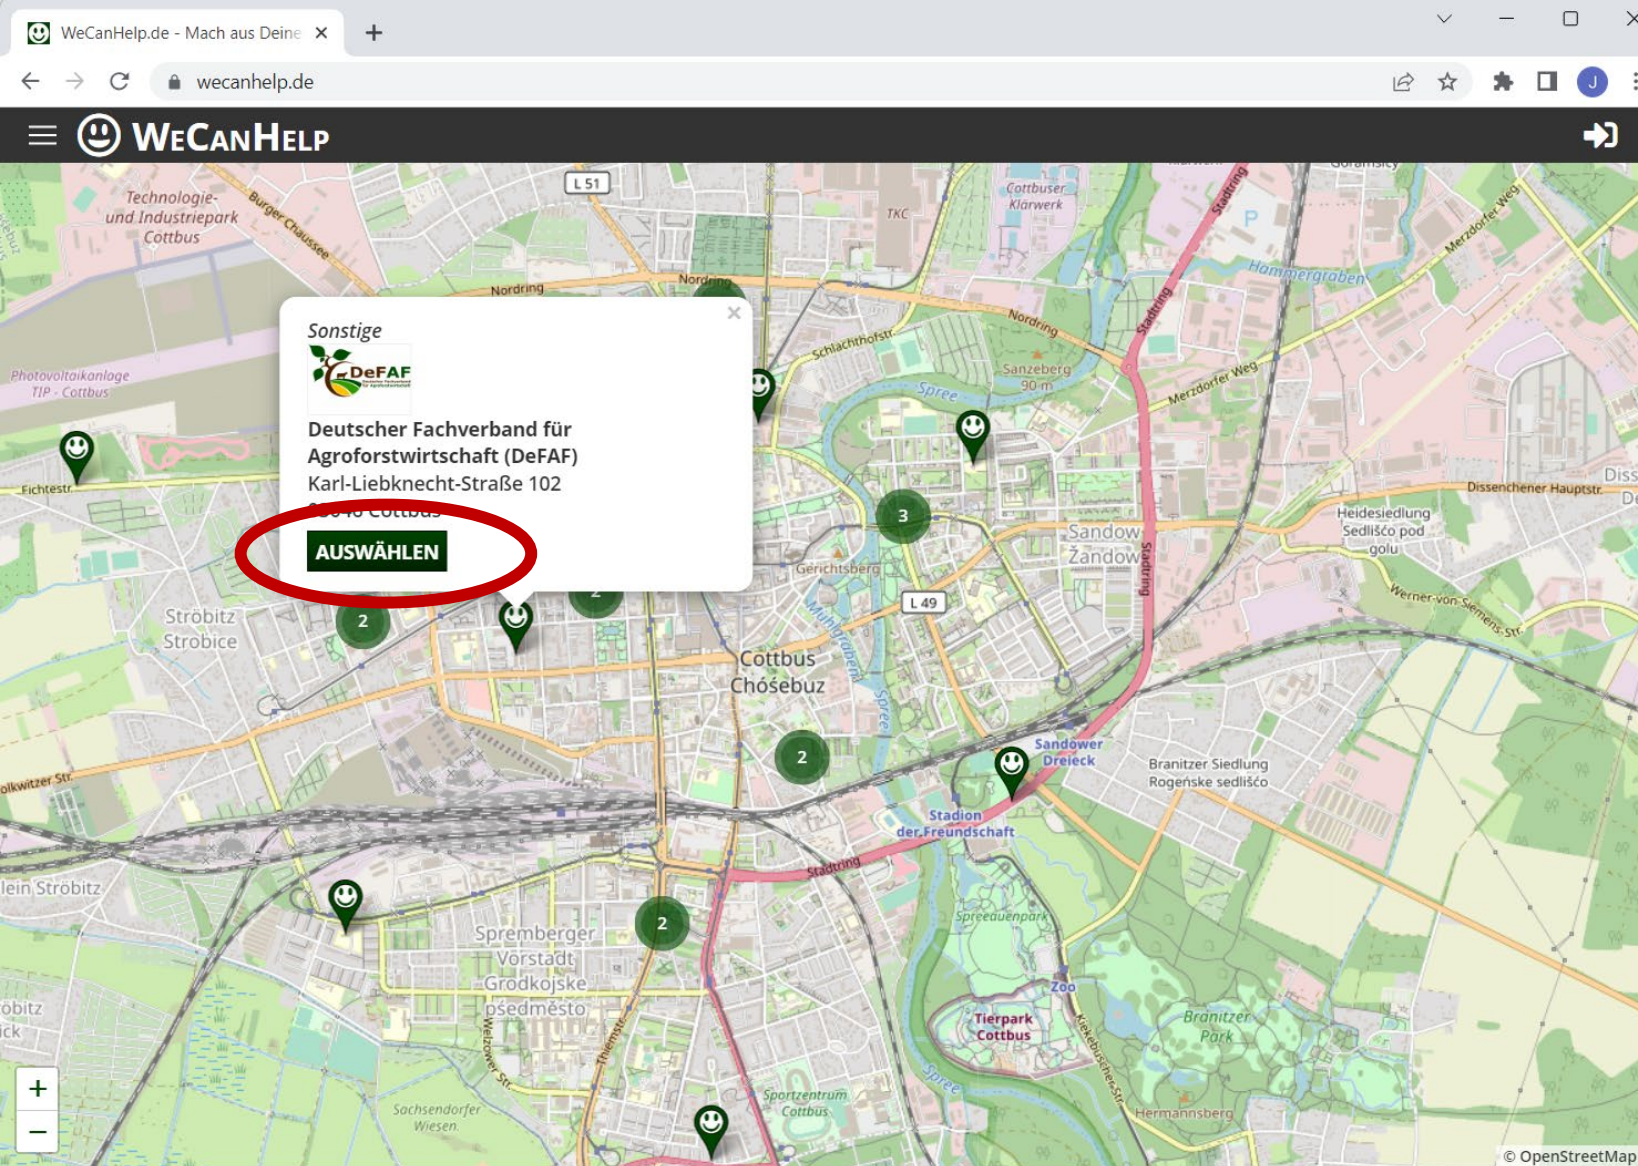 WeCanHelp.de - Mach aus Deine
wecanhelp.de
J
WeCanHelp
L 51
Technologie-
und Industriepark
Cottbus
Burger Chaussee
TKC
Cottbuser
Klärwerk
Stadtring
P
Merzdorfer Weg
Hammergraben
Nordring
Nordring
Nordring
Stadtring
Schlachthofstr.
Sanzeberg
90 m
Merzdorfer Weg
Spree
Photovoltaikanlage
TIP - Cottbus
Fichtestr.
Sonstige
DeFAF
Deutscher Fachverband für
Agroforstwirtschaft (DeFAF)
Karl-Liebknecht-Straße 102
AUSWÄHLEN
3
Sandow
Žandow
Stadtring
Dissenchener Hauptstr.
Heidesiedlung
Sedlišćo pod
golu
Gerichtsberg
L 49
Werner-von-Siemens-Str.
Ströbitz
Strobice
2
2
Mühlgraben
Cottbus
Chóśebuz
Spree
Sandower
Dreieck
2
Branitzer Siedlung
Rogeńske sedlišćo
Stadion
der Freundschaft
Stadtring
lein Ströbitz
Spreeauenpark
2
Spremberger
Vorstadt
Grodkojske
pśedměsto
Zoo
Tierpark
Cottbus
Branitzer
Park
Kiekebuscher Str.
Thiemstr.
Welzower Str.
Spree
Sachsendorfer
Wiesen
Sportzentrum
Cottbus
Hermannsberg
+
−
© OpenStreetMap